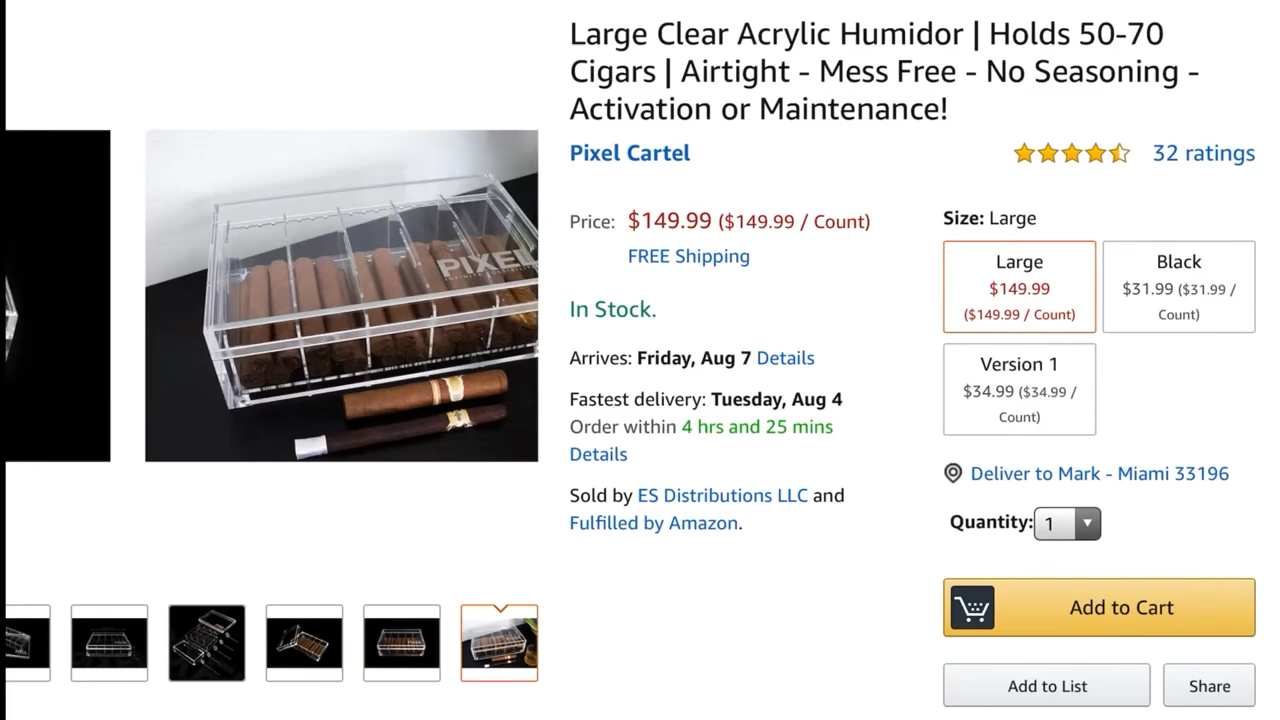 Large Clear Acrylic Humidor | Holds 50-70
Cigars | Airtight - Mess Free - No Seasoning -
Activation or Maintenance!
Pixel Cartel
32 ratings
Price: $149.99 ($149.99 / Count)
FREE Shipping
In Stock.
Arrives: Friday, Aug 7 Details
Fastest delivery: Tuesday, Aug 4
Order within 4 hrs and 25 mins
Details
Sold by ES Distributions LLC and
Fulfilled by Amazon.
Size: Large
Large
$149.99
($149.99 / Count)
Black
$31.99 ($31.99 /
Count)
Version 1
$34.99 ($34.99 /
Count)
Deliver to Mark - Miami 33196
Quantity: 1
Add to Cart
Add to List
Share
PIXEL